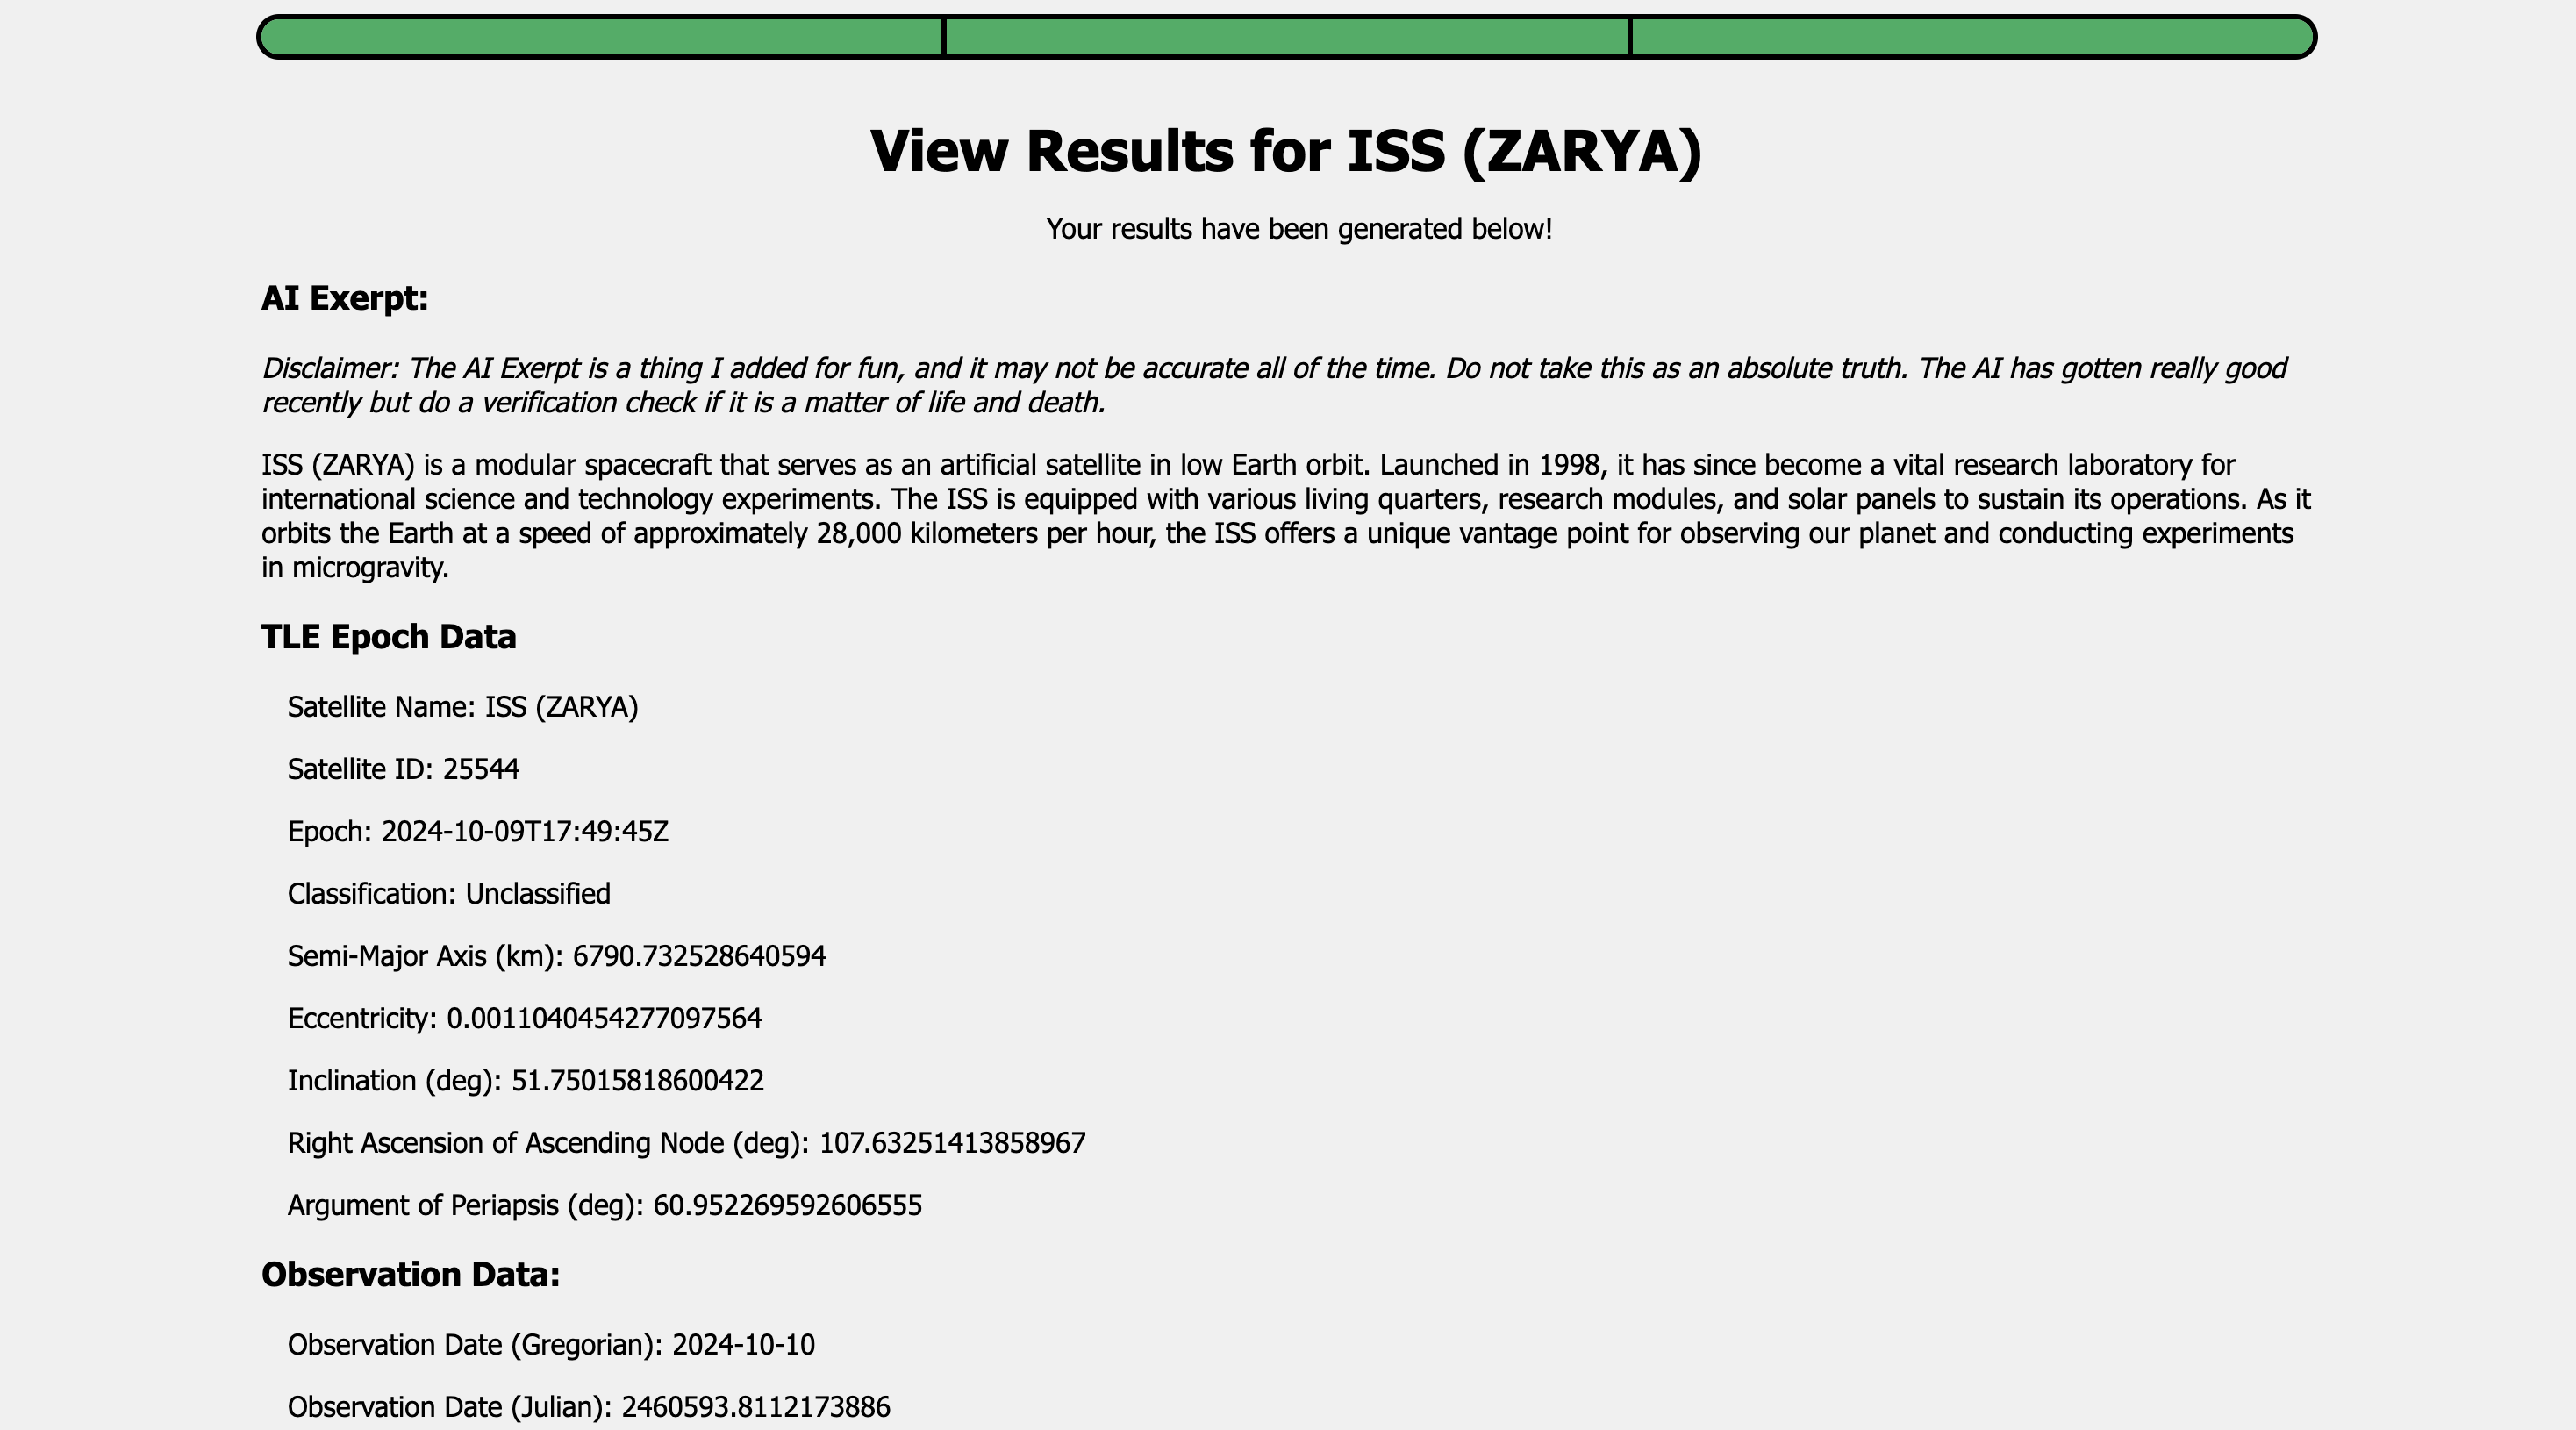 View Results for ISS (ZARYA)
Your results have been generated below!
AI Exerpt:
Disclaimer: The AI Exerpt is a thing I added for fun, and it may not be accurate all of the time. Do not take this as an absolute truth. The AI has gotten really good
recently but do a verification check if it is a matter of life and death.
ISS (ZARYA) is a modular spacecraft that serves as an artificial satellite in low Earth orbit. Launched in 1998, it has since become a vital research laboratory for
international science and technology experiments. The ISS is equipped with various living quarters, research modules, and solar panels to sustain its operations. As it
orbits the Earth at a speed of approximately 28,000 kilometers per hour, the ISS offers a unique vantage point for observing our planet and conducting experiments
in microgravity.
TLE Epoch Data
Satellite Name: ISS (ZARYA)
Satellite ID: 25544
Epoch: 2024-10-09T17:49:45Z
Classification: Unclassified
Semi-Major Axis (km): 6790.732528640594
Eccentricity: 0.0011040454277097564
Inclination (deg): 51.75015818600422
Right Ascension of Ascending Node (deg): 107.63251413858967
Argument of Periapsis (deg): 60.952269592606555
Observation Data:
Observation Date (Gregorian): 2024-10-10
Observation Date (Julian): 2460593.8112173886